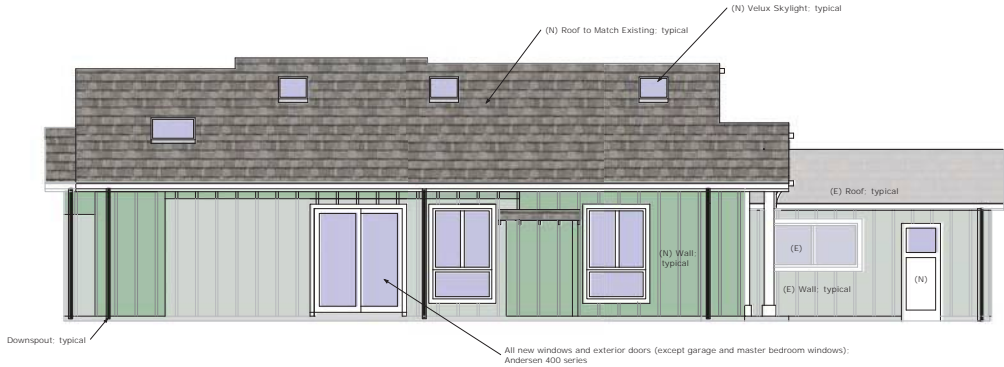 (N) Velux Skylight: typical
(N) Roof to Match Existing: typical
(E) Roof: typical
(N) Wall:
typical
(E)
(E) Wall: typical
(N)
Downspout: typical
All new windows and exterior doors (except garage and master bedroom windows):
Andersen 400 series